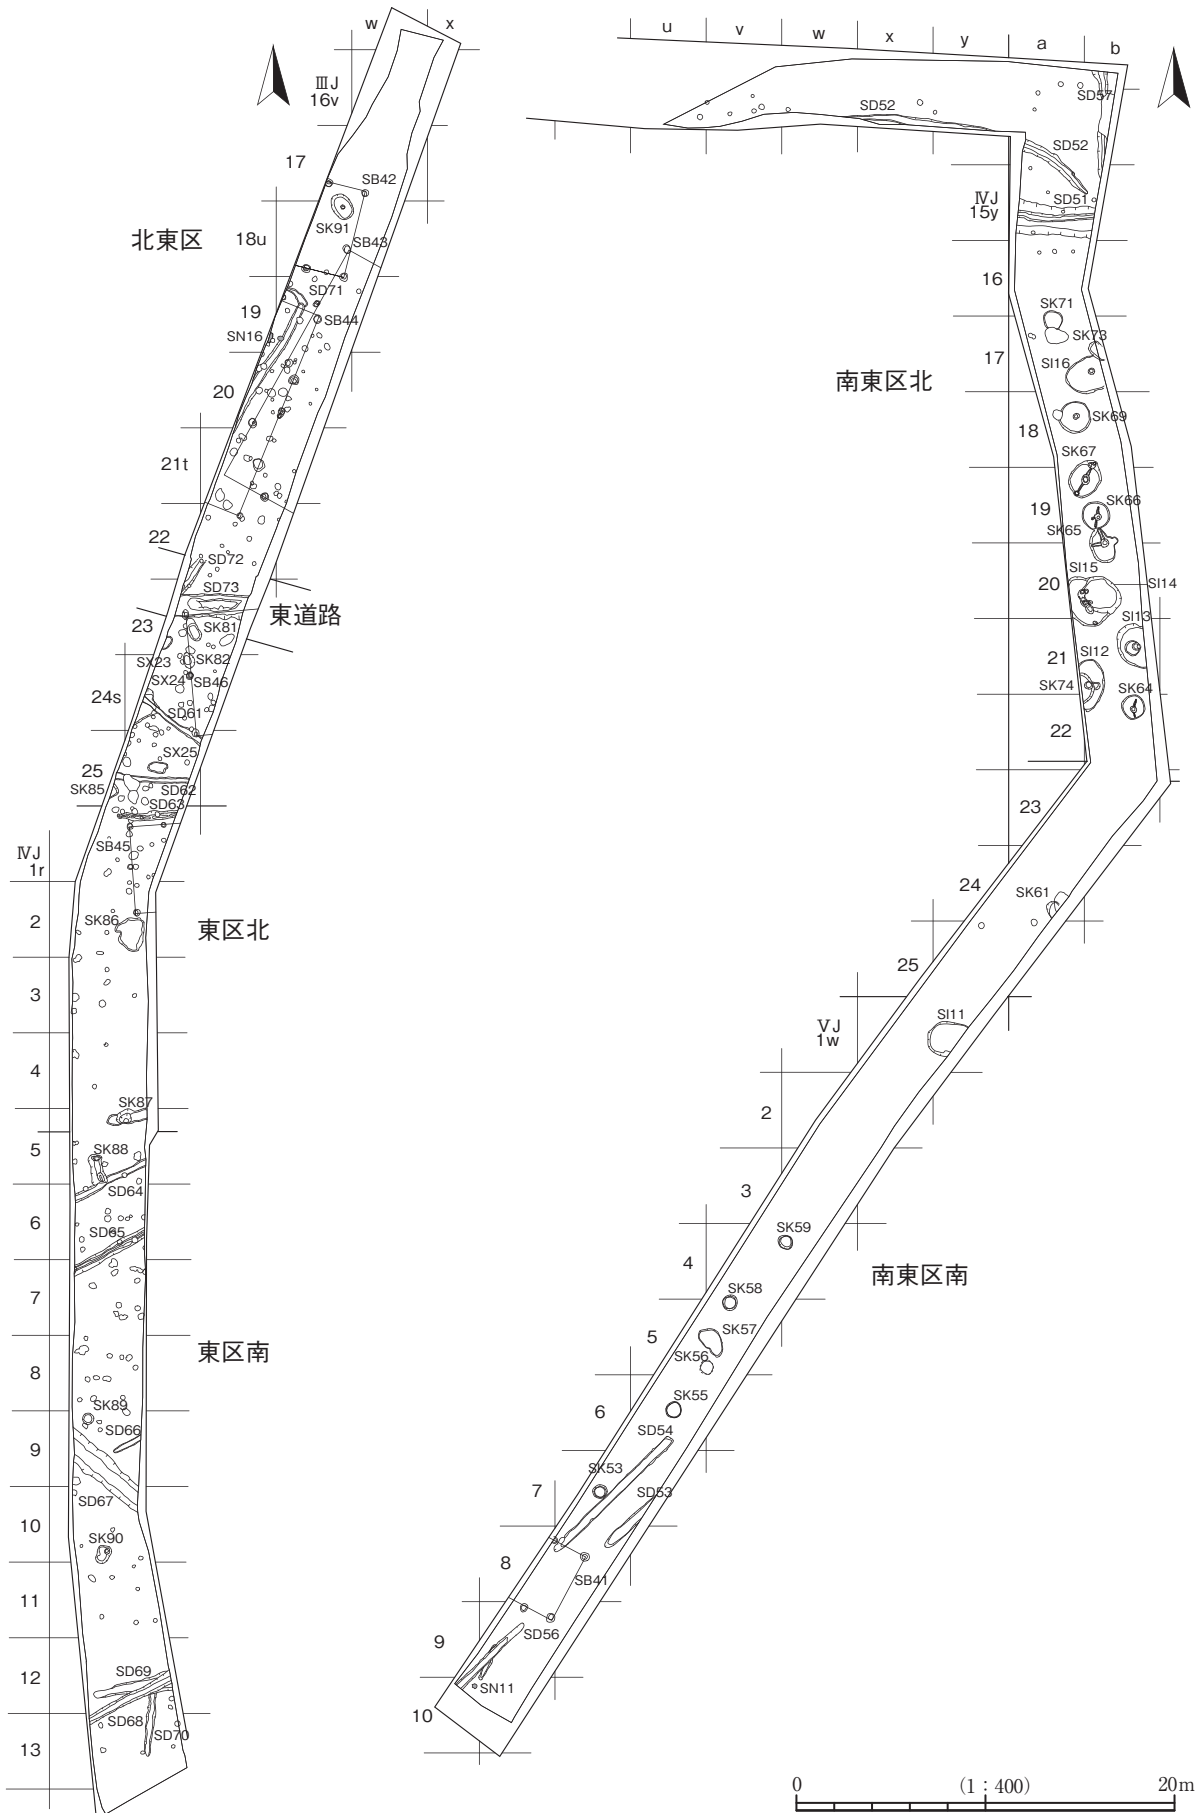 w
x
ⅢJ
16v
17
SB42
SK91
北東区
18u
SB43
SD71
19
SB44
SN16
20
21t
22
SD72
SD73
東道路
23
SK81
SX23
SK82
SX24
SB46
24s
SD61
SX25
25
SK85
SD62
SD63
SB45
ⅣJ
1r
2
SK86
東区北
3
4
SK87
5
SK88
SD64
6
SD65
7
東区南
8
SK89
SD66
9
SD67
10
SK90
11
12
SD69
SD68
SD70
13
u
v
w
x
y
a
b
SD57
SD52
SD52
SD51
ⅣJ
15y
16
SK71
SK73
17
SI16
南東区北
SK69
18
SK67
19
SK66
SK65
SI15
20
SI14
SI13
21
SI12
SK74
SK64
22
23
24
SK61
25
SI11
ⅤJ
1w
2
3
SK59
4
南東区南
SK58
5
SK57
SK56
SK55
6
SD54
SK53
7
SD53
8
SB41
9
SD56
SN11
10
0
(1：400)
20m